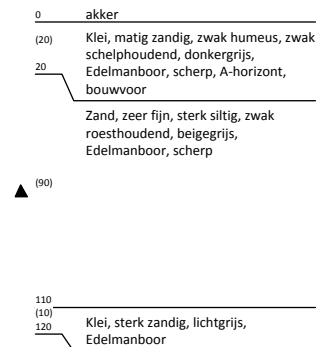 0 akker
(20) Klei, matig zandig, zwak humeus, zwak
schelphoudend, donkergrijs,
20 Edelmanboor, scherp, A-horizont,
bouwvoor
Zand, zeer fijn, sterk siltig, zwak
roesthoudend, beigegrijs,
Edelmanboor, scherp
(90)
110
(10)
120 Klei, sterk zandig, lichtgrijs,
Edelmanboor